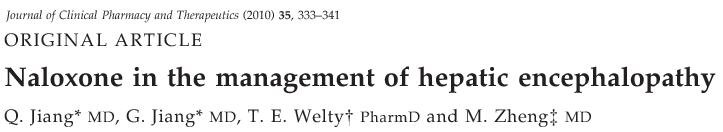 Journal of Clinical Pharmacy and Therapeutics (2010) 35, 333–341
ORIGINAL ARTICLE
Naloxone in the management of hepatic encephalopathy
Q. Jiang* MD, G. Jiang* MD, T. E. Welty† PharmD and M. Zheng‡ MD